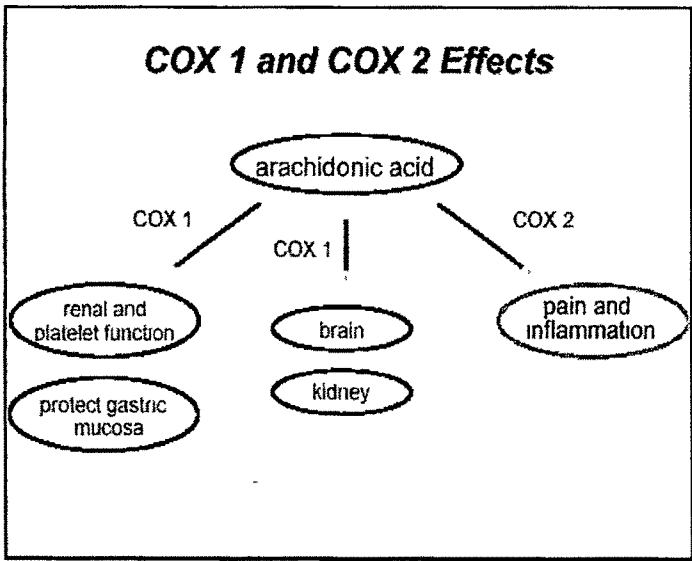 COX 1 and COX 2 Effects
arachidonic acid
COX 1
COX 1
COX 2
renal and
platelet function
brain
pain and
inflammation
protect gastric
mucosa
kidney